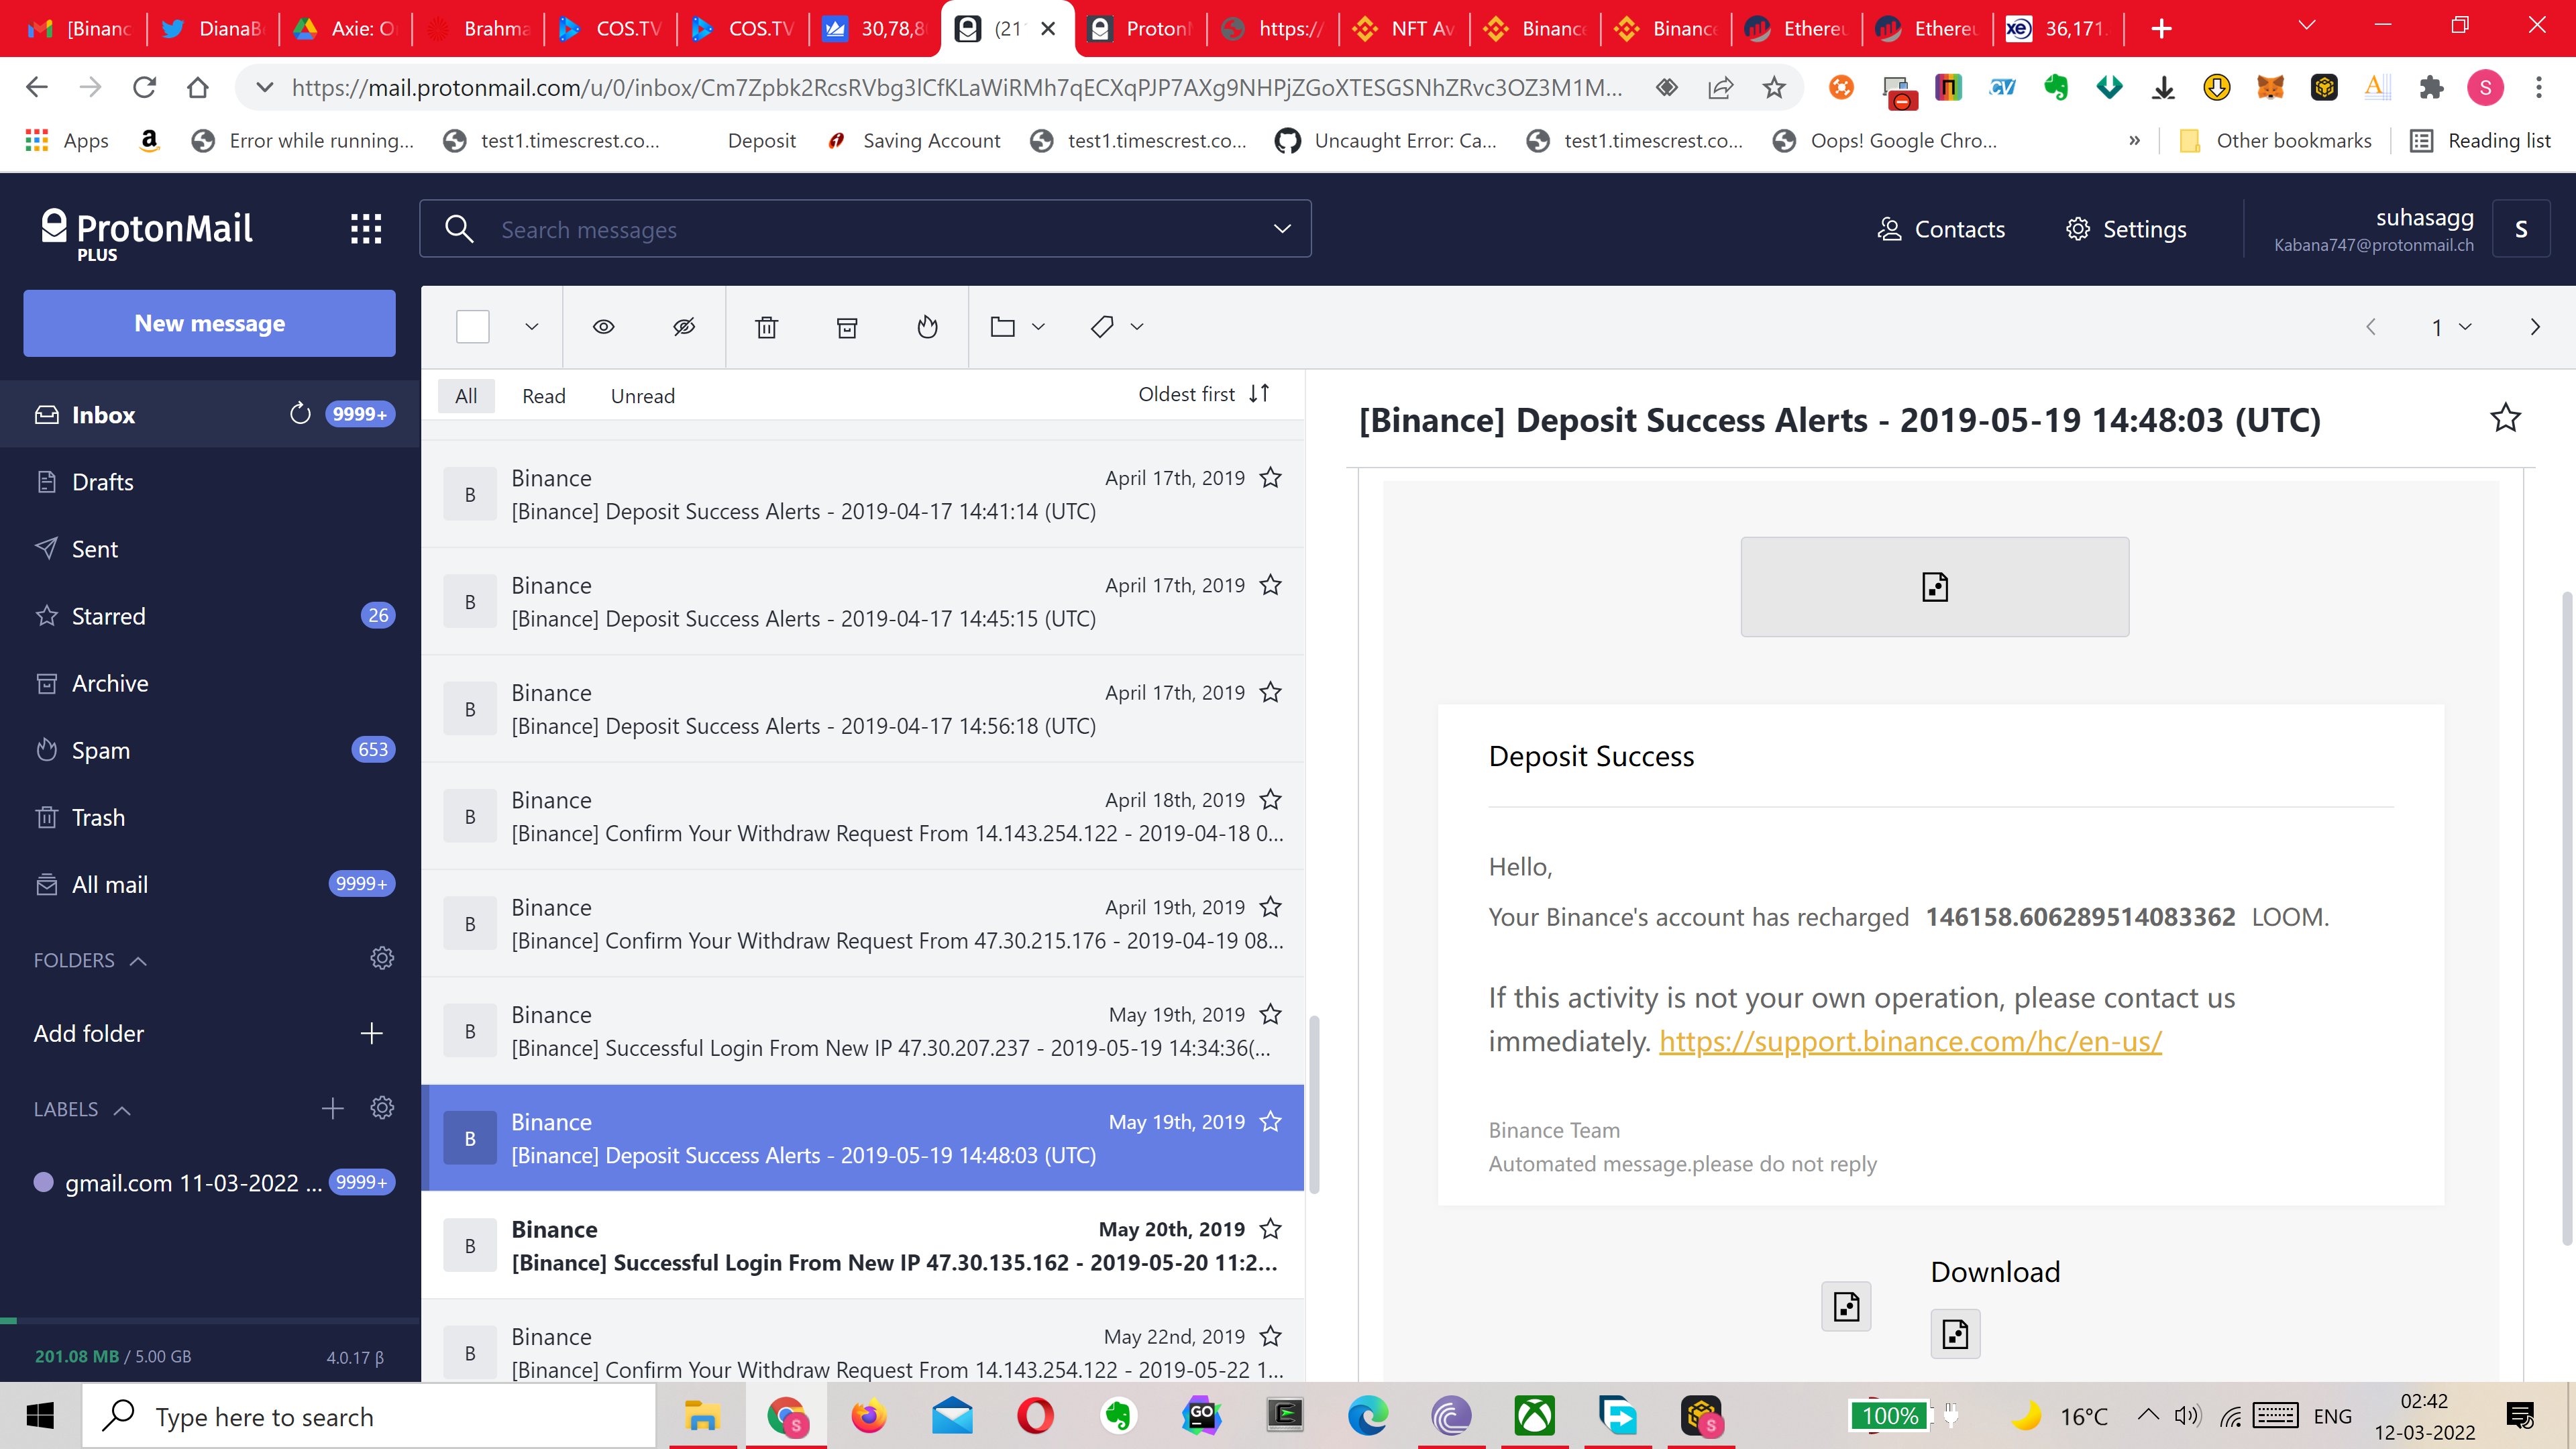 [Binanc
DianaB
Axie: O
Brahma
COS.TV
COS.TV
30,78,8
(21
ProtonM
https://
NFT Av
Binance
Binance
Ethereu
Ethereu
36,171.
https://mail.protonmail.com/u/0/inbox/Cm7Zpbk2RcsRVbg3lCfKLaWiRMh7qECXqPJP7AXg9NHPjZGoXTESGSNhZRvc3OZ3M1M...
Apps
Error while running...
test1.timescrest.co...
Deposit
Saving Account
test1.timescrest.co...
Uncaught Error: Ca...
test1.timescrest.co...
Oops! Google Chro...
»
Other bookmarks
Reading list
ProtonMail
PLUS
Search messages
Contacts
Settings
suhasagg
Kabana747@protonmail.ch
S
New message
1
Inbox 9999+
Drafts
Sent
Starred 26
Archive
Spam 653
Trash
All mail 9999+
FOLDERS
Add folder
LABELS
gmail.com 11-03-2022 ... 9999+
201.08 MB / 5.00 GB 4.0.17 β
All Read Unread Oldest first
B Binance April 17th, 2019
[Binance] Deposit Success Alerts - 2019-04-17 14:41:14 (UTC)
B Binance April 17th, 2019
[Binance] Deposit Success Alerts - 2019-04-17 14:45:15 (UTC)
B Binance April 17th, 2019
[Binance] Deposit Success Alerts - 2019-04-17 14:56:18 (UTC)
B Binance April 18th, 2019
[Binance] Confirm Your Withdraw Request From 14.143.254.122 - 2019-04-18 0...
B Binance April 19th, 2019
[Binance] Confirm Your Withdraw Request From 47.30.215.176 - 2019-04-19 08...
B Binance May 19th, 2019
[Binance] Successful Login From New IP 47.30.207.237 - 2019-05-19 14:34:36(...
B Binance May 19th, 2019
[Binance] Deposit Success Alerts - 2019-05-19 14:48:03 (UTC)
B Binance May 20th, 2019
[Binance] Successful Login From New IP 47.30.135.162 - 2019-05-20 11:2...
B Binance May 22nd, 2019
[Binance] Confirm Your Withdraw Request From 14.143.254.122 - 2019-05-22 1...
[Binance] Deposit Success Alerts - 2019-05-19 14:48:03 (UTC)
Deposit Success
Hello,
Your Binance's account has recharged 146158.606289514083362 LOOM.
If this activity is not your own operation, please contact us
immediately. https://support.binance.com/hc/en-us/
Binance Team
Automated message.please do not reply
Download
Type here to search
100%
16°C
ENG
02:42
12-03-2022